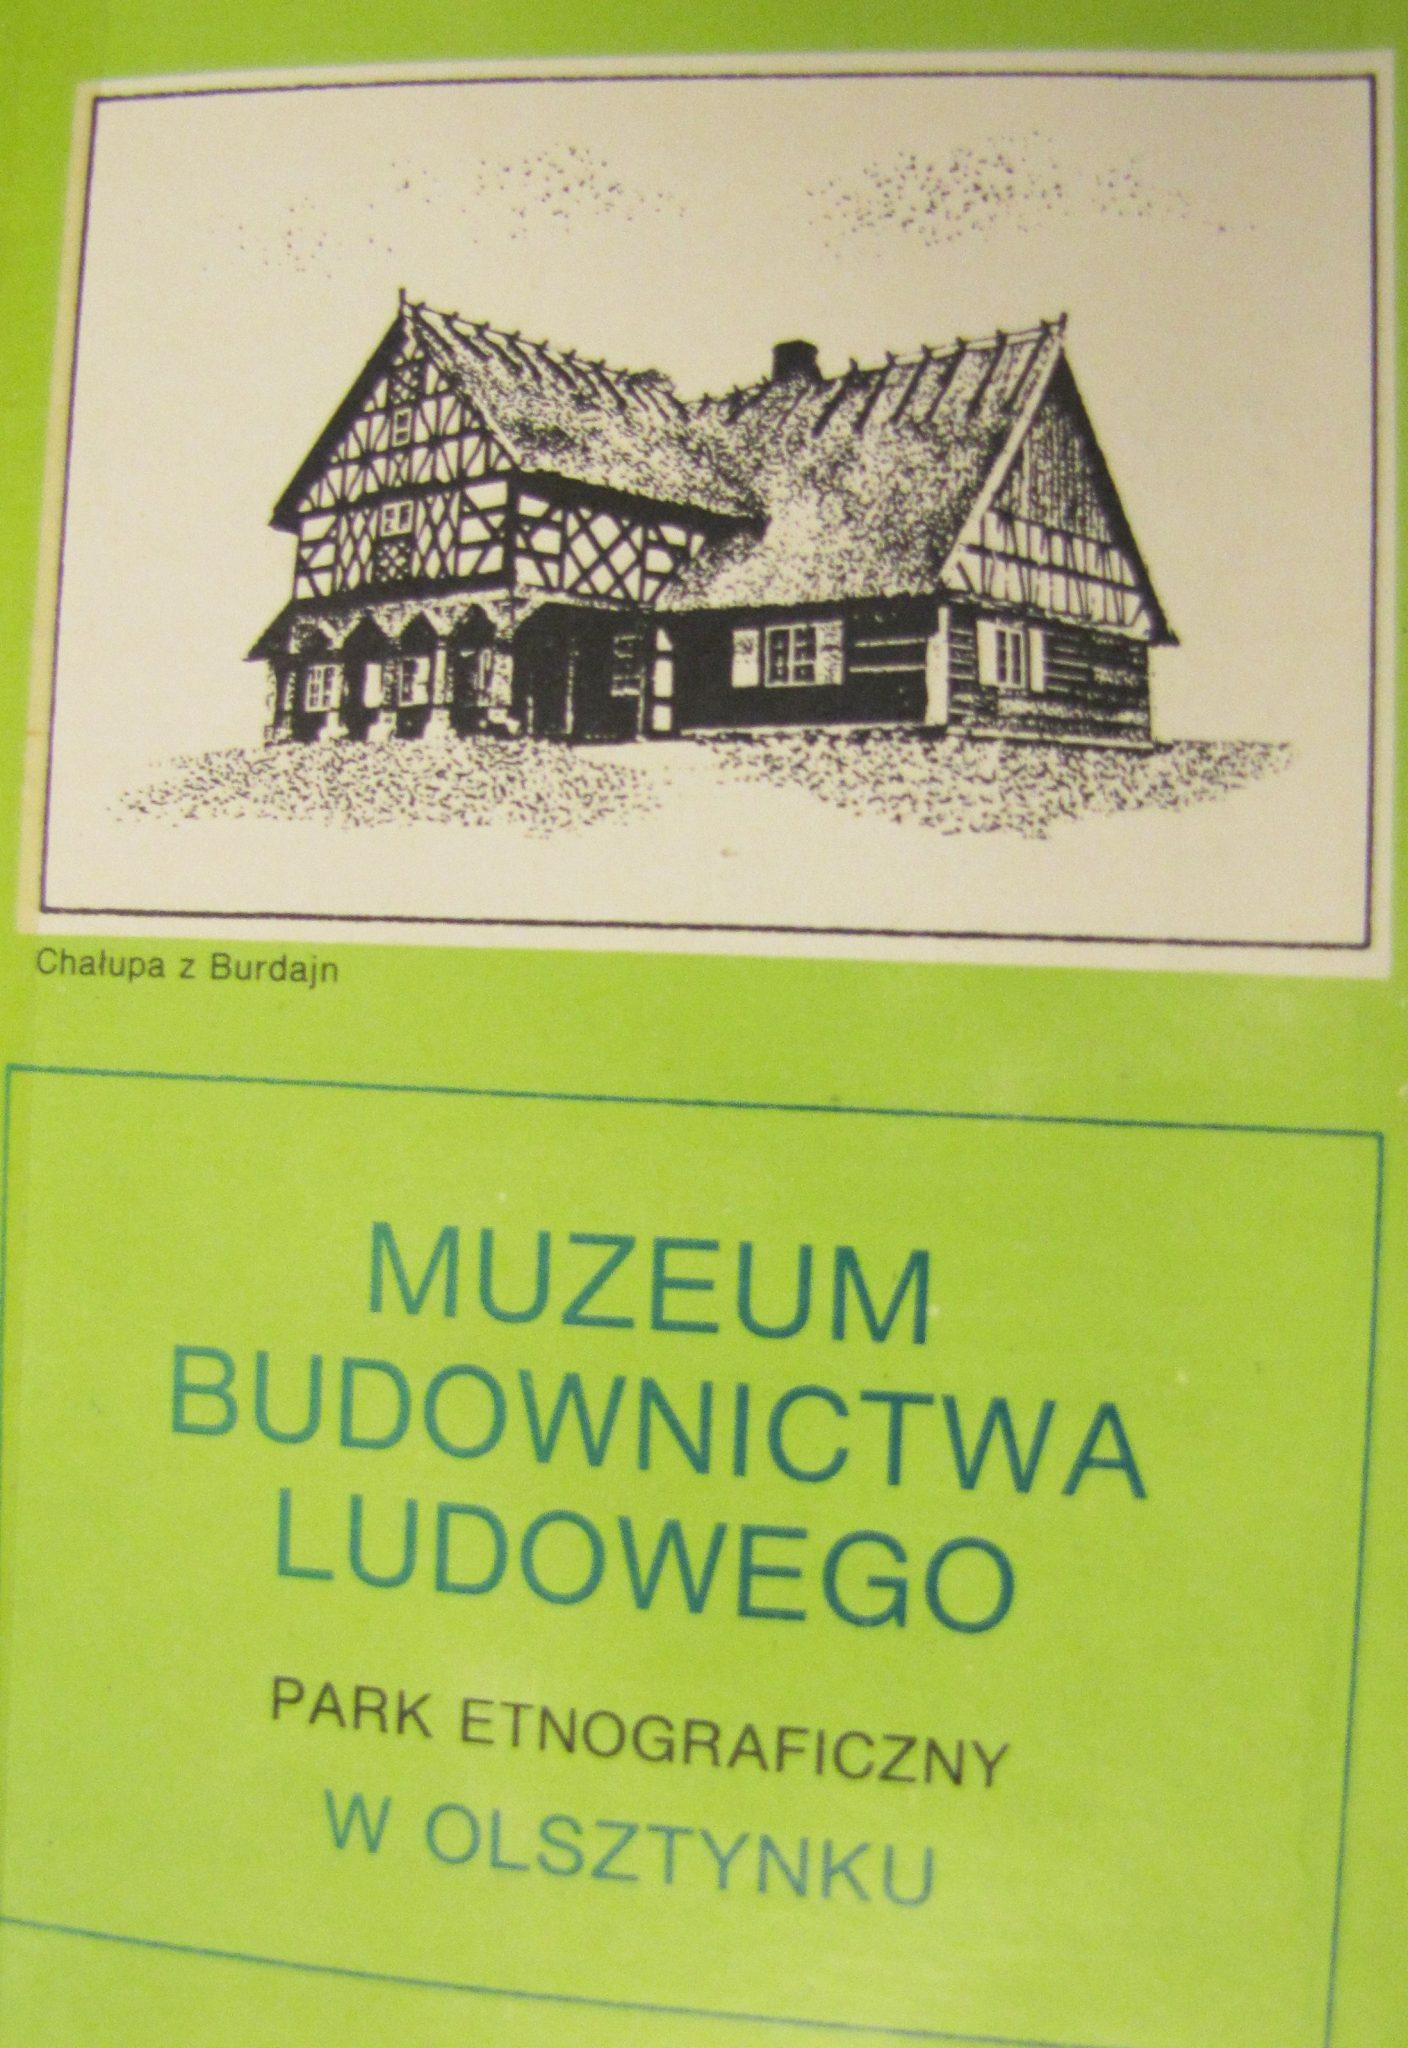 Chałupa z Burdajn
MUZEUM
BUDOWNICTWA
LUDOWEGO
PARK ETNOGRAFICZNY
W OLSZTYNKU